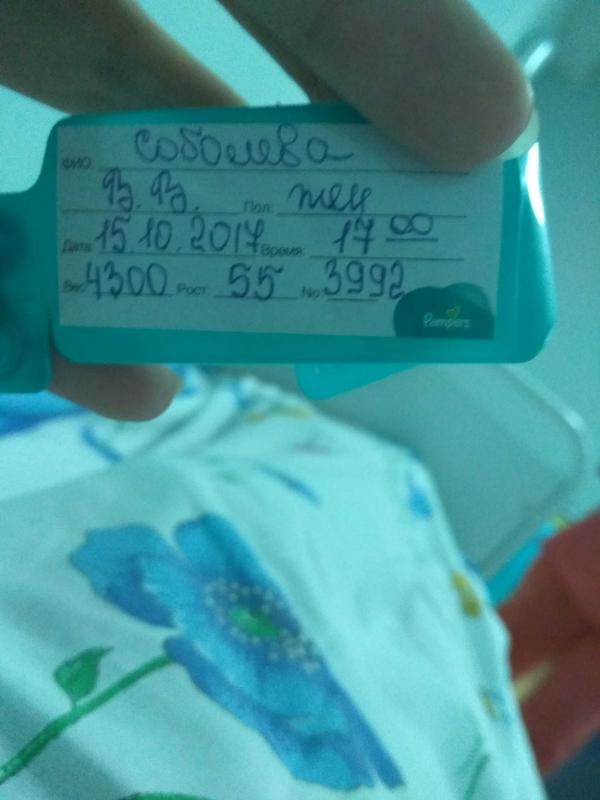 ФИО Соболева
В. В. Пол: жен
Дата 15.10.2017 Время: 17 00
Вес 4300 Рост: 55 No 3992
Pampers